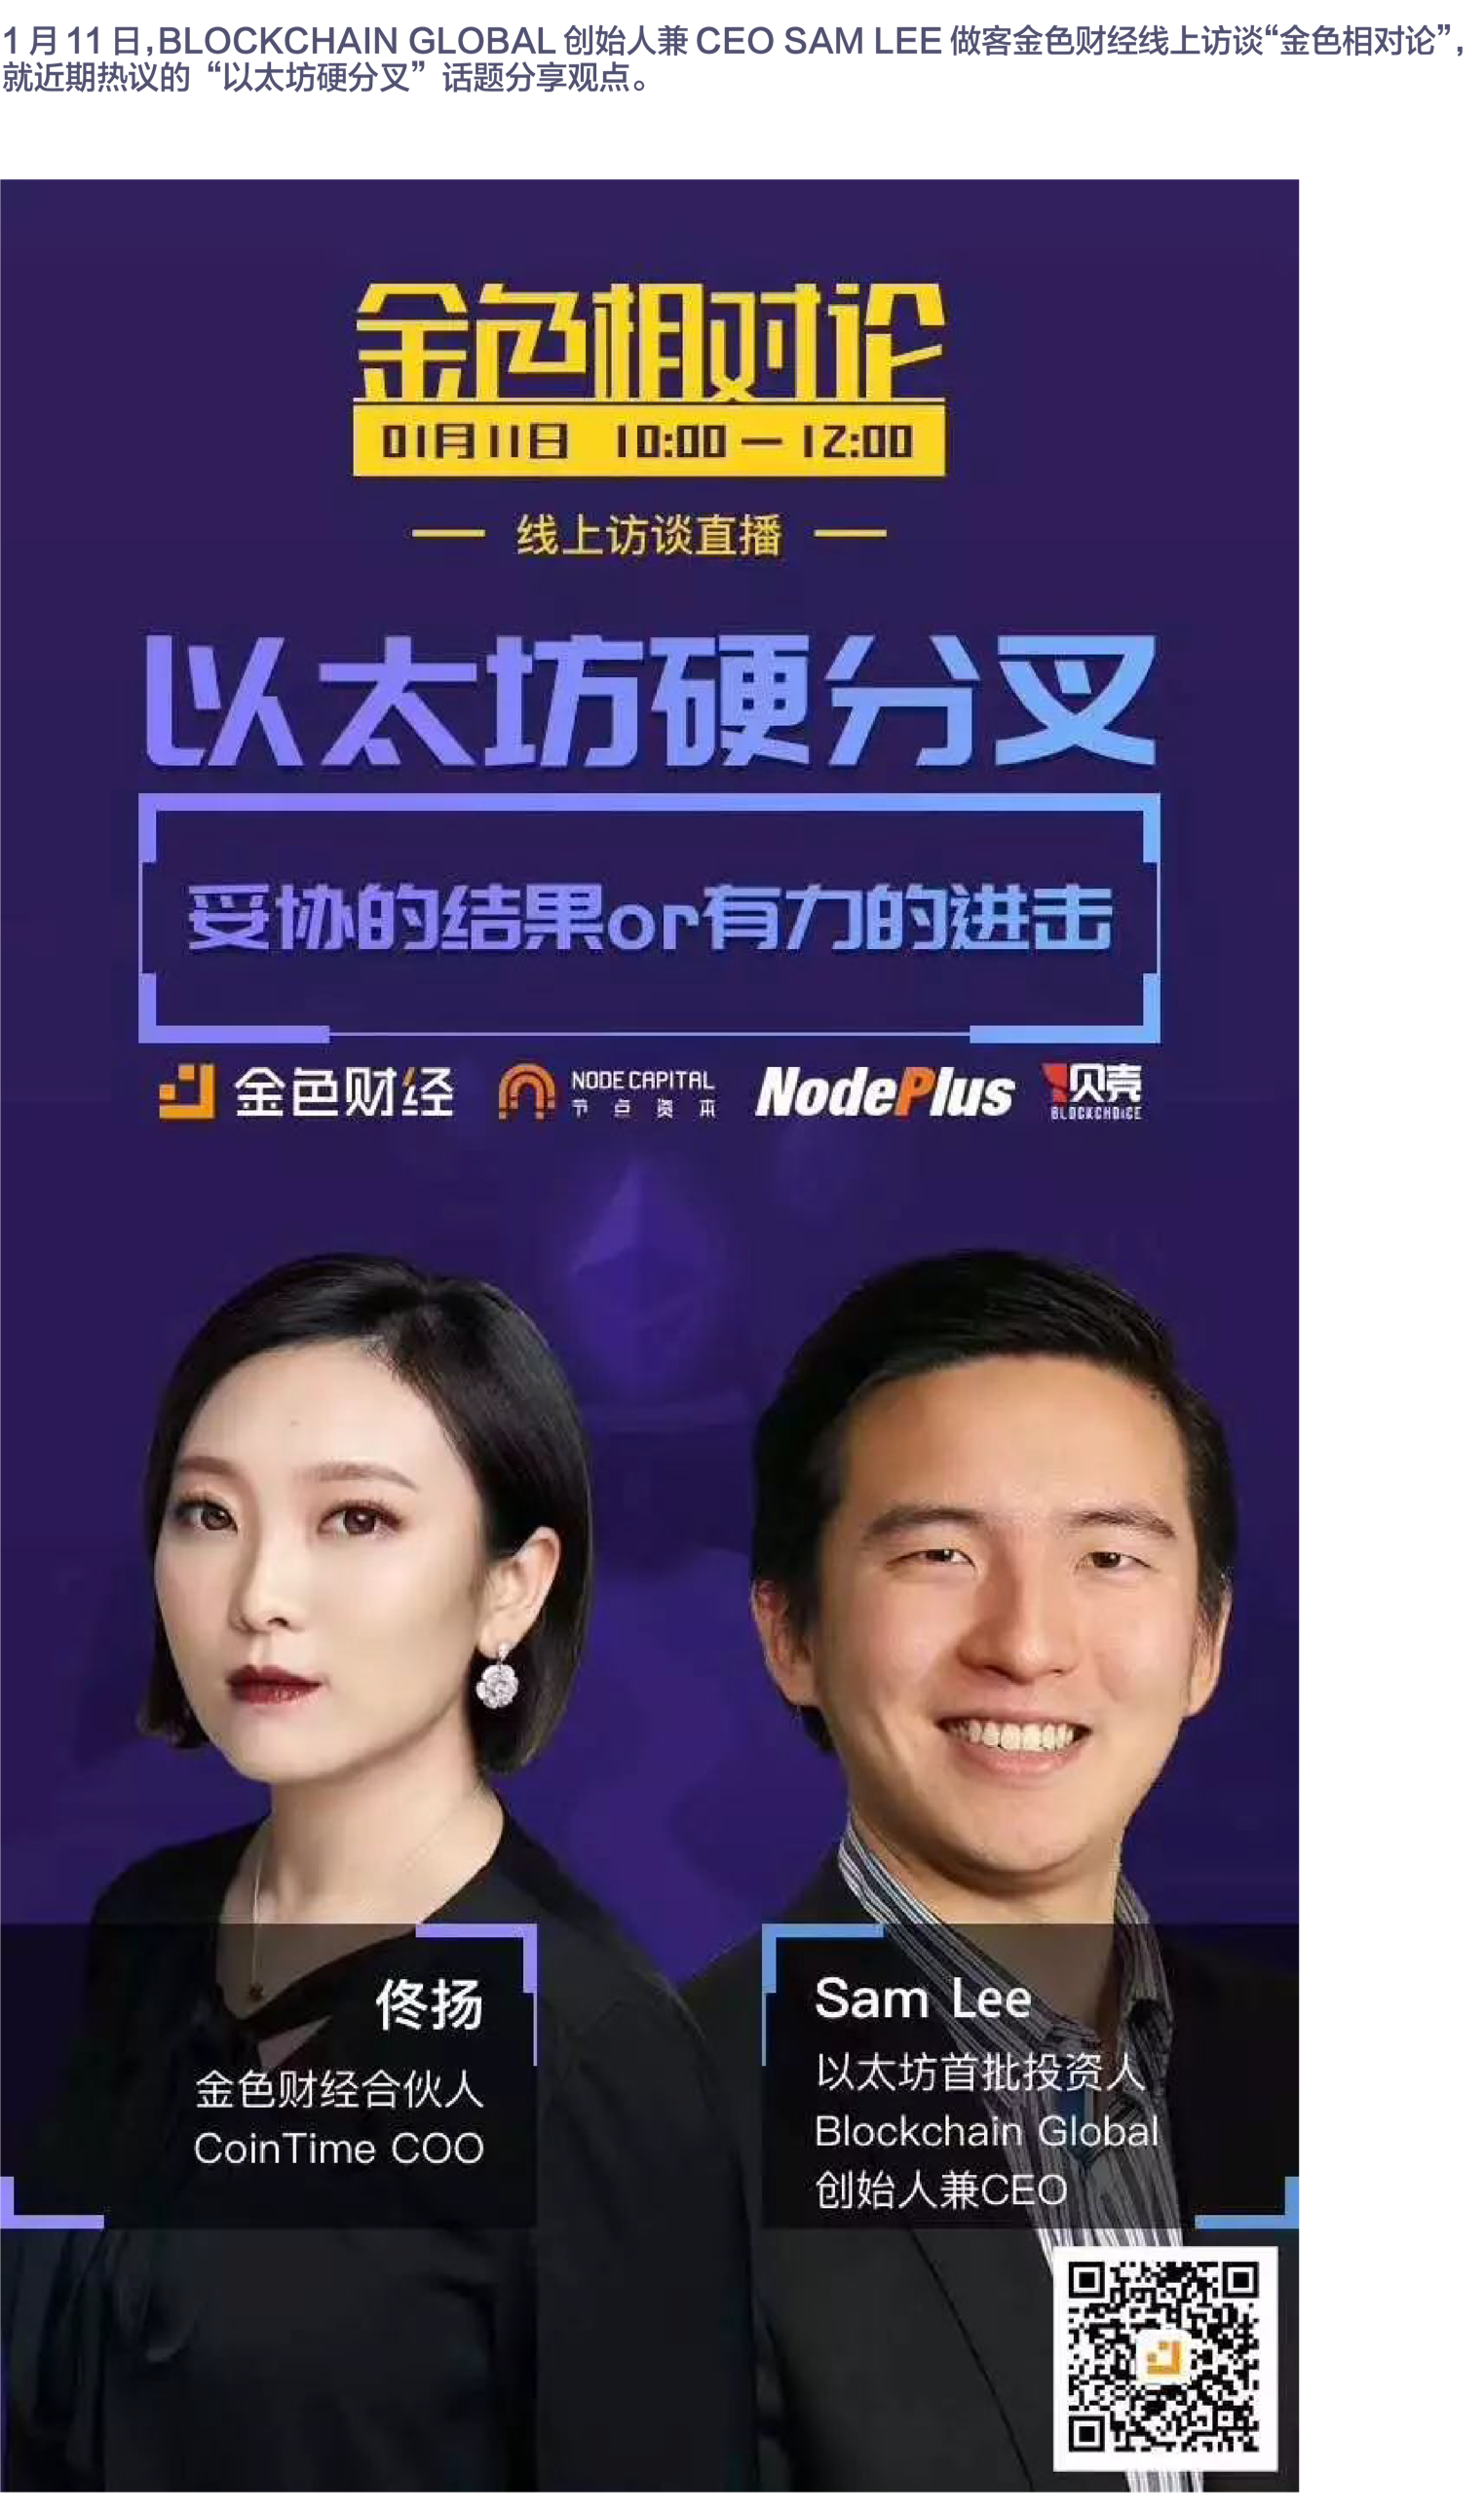 1 月 11 日，BLOCKCHAIN GLOBAL 创始人兼 CEO SAM LEE 做客金色财经线上访谈“金色相对论”，
就近期热议的“以太坊硬分叉”话题分享观点。
金色相对论
01月11日 10:00 — 12:00
线上访谈直播
以太坊硬分叉
妥协的结果or有力的进击
金色财经 NODE CAPITAL 节点资本 NodePlus 贝壳 BLOCKCHOICE
佟扬
金色财经合伙人
CoinTime COO
Sam Lee
以太坊首批投资人
Blockchain Global
创始人兼CEO